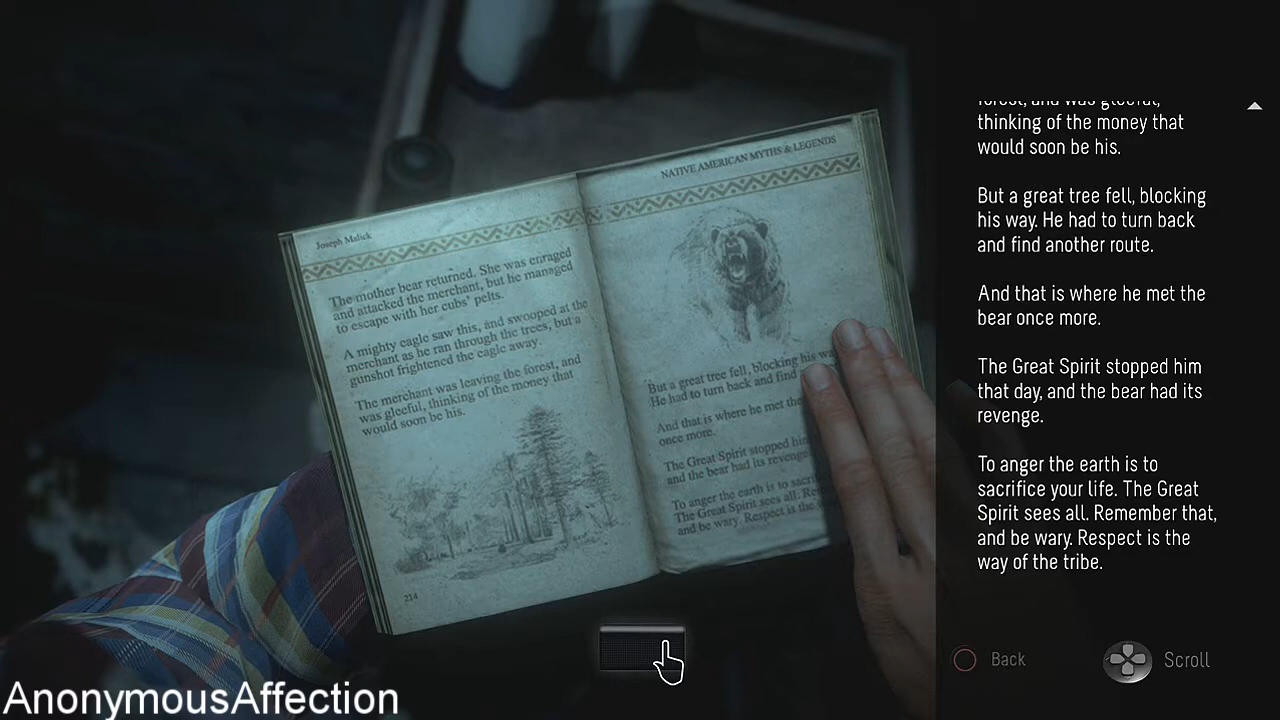 Joseph Malick
The mother bear returned. She was enraged
and attacked the merchant, but he managed
to escape with her cubs' pelts.
A mighty eagle saw this, and swooped at the
merchant as he ran through the trees, but a
gunshot frightened the eagle away.
The merchant was leaving the forest, and
was gleeful, thinking of the money that
would soon be his.
214
NATIVE AMERICAN MYTHS & LEGENDS
But a great tree fell, blocking his
He had to turn back and find
And that is where he met the
once more.
The Great Spirit stopped him
and the bear had its revenge
To anger the earth is to
The Great Spirit sees all.
and be wary. Respect is the
forest, and was gleeful,
thinking of the money that
would soon be his.
But a great tree fell, blocking
his way. He had to turn back
and find another route.
And that is where he met the
bear once more.
The Great Spirit stopped him
that day, and the bear had its
revenge.
To anger the earth is to
sacrifice your life. The Great
Spirit sees all. Remember that,
and be wary. Respect is the
way of the tribe.
Back
Scroll
AnonymousAffection